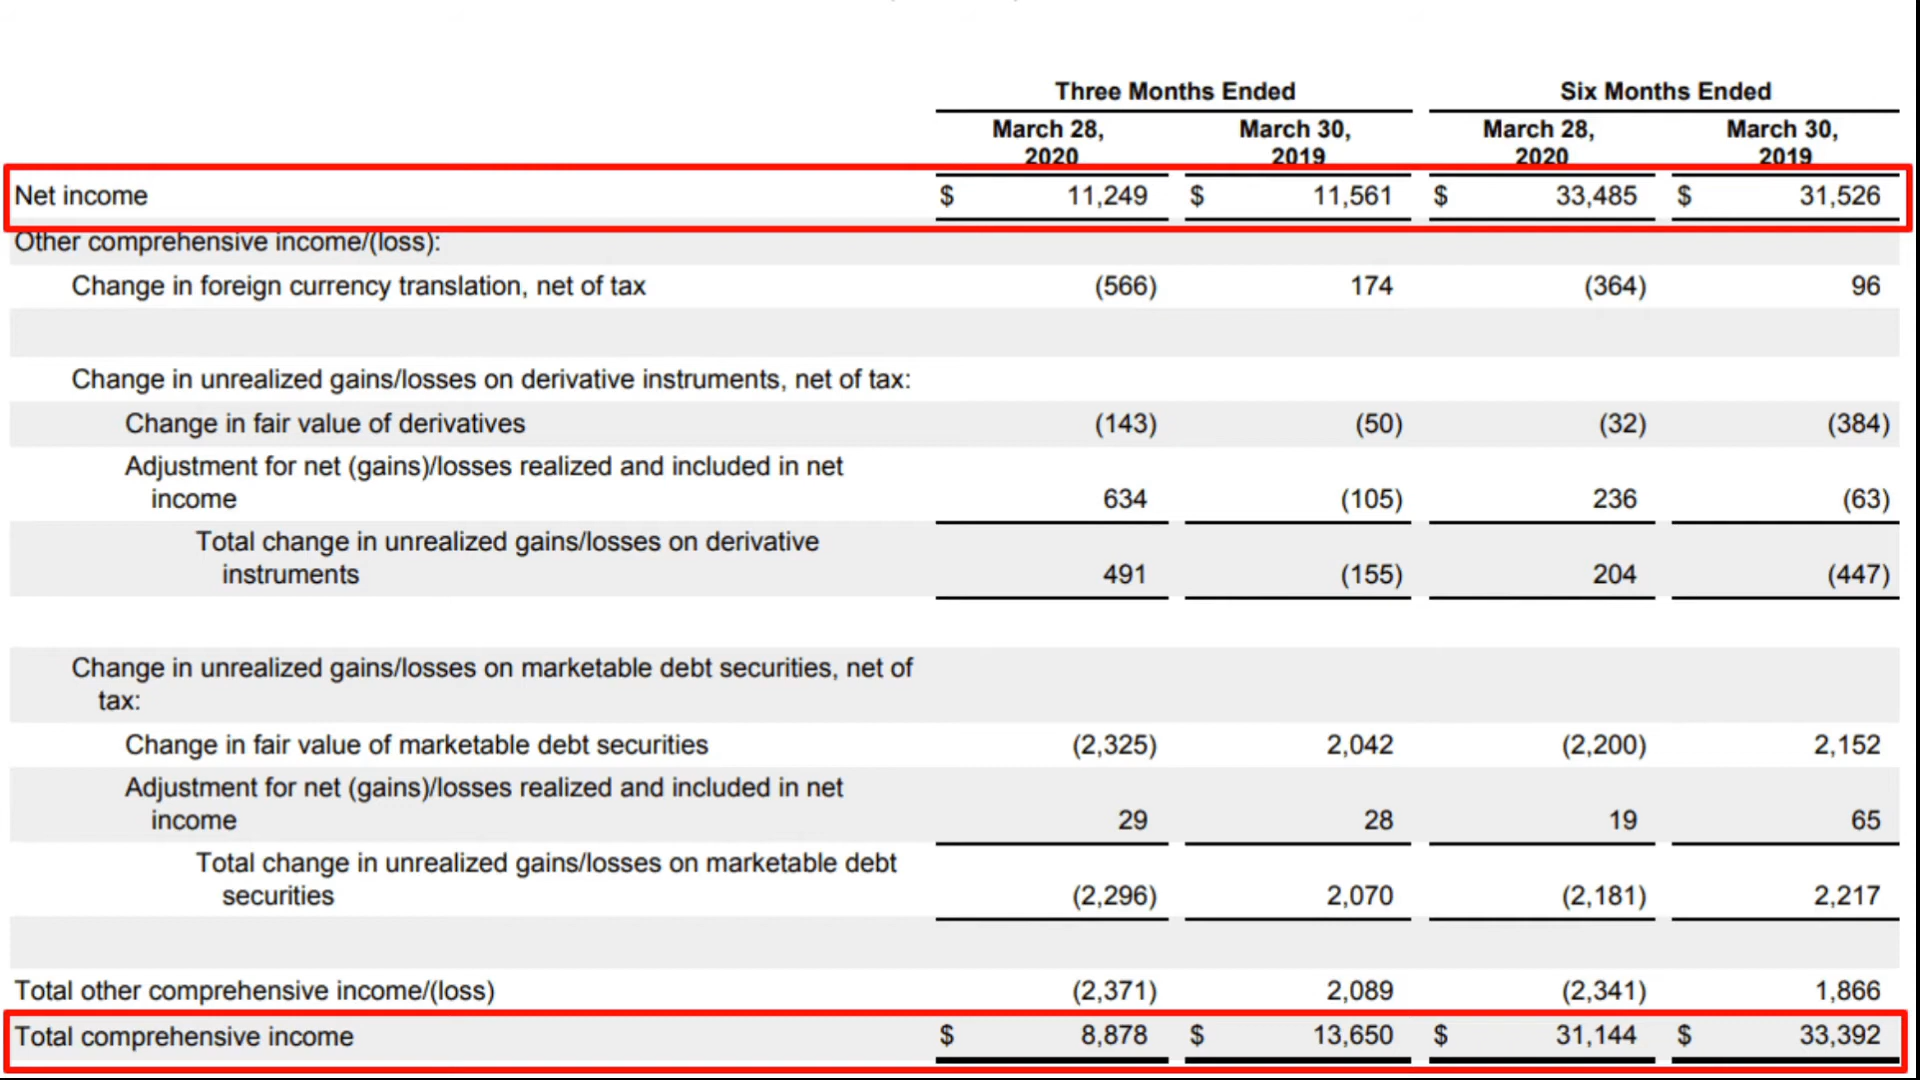 Three Months Ended Six Months Ended
March 28, 2020 March 30, 2019 March 28, 2020 March 30, 2019
Net income $ 11,249 $ 11,561 $ 33,485 $ 31,526
Other comprehensive income/(loss):
Change in foreign currency translation, net of tax (566) 174 (364) 96
Change in unrealized gains/losses on derivative instruments, net of tax:
Change in fair value of derivatives (143) (50) (32) (384)
Adjustment for net (gains)/losses realized and included in net
income 634 (105) 236 (63)
Total change in unrealized gains/losses on derivative
instruments 491 (155) 204 (447)
Change in unrealized gains/losses on marketable debt securities, net of
tax:
Change in fair value of marketable debt securities (2,325) 2,042 (2,200) 2,152
Adjustment for net (gains)/losses realized and included in net
income 29 28 19 65
Total change in unrealized gains/losses on marketable debt
securities (2,296) 2,070 (2,181) 2,217
Total other comprehensive income/(loss) (2,371) 2,089 (2,341) 1,866
Total comprehensive income $ 8,878 $ 13,650 $ 31,144 $ 33,392